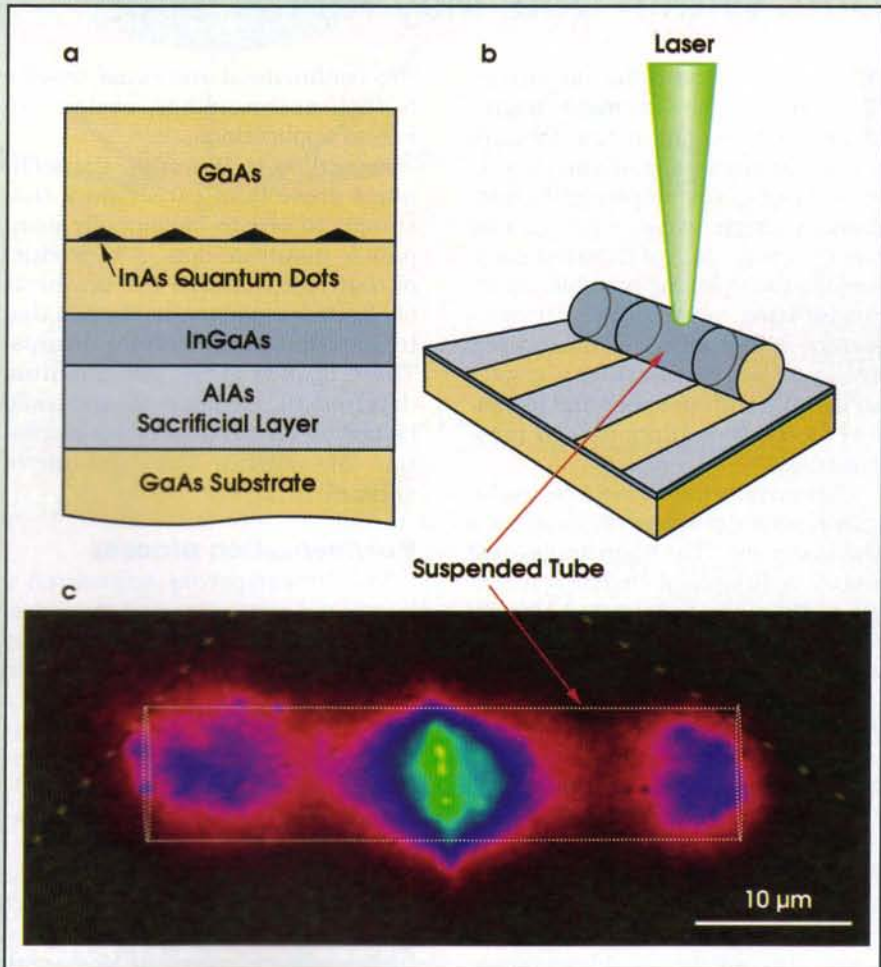 a
GaAs
InAs Quantum Dots
InGaAs
AlAs
Sacrificial Layer
GaAs Substrate
b
Laser
Suspended Tube
c
10 µm